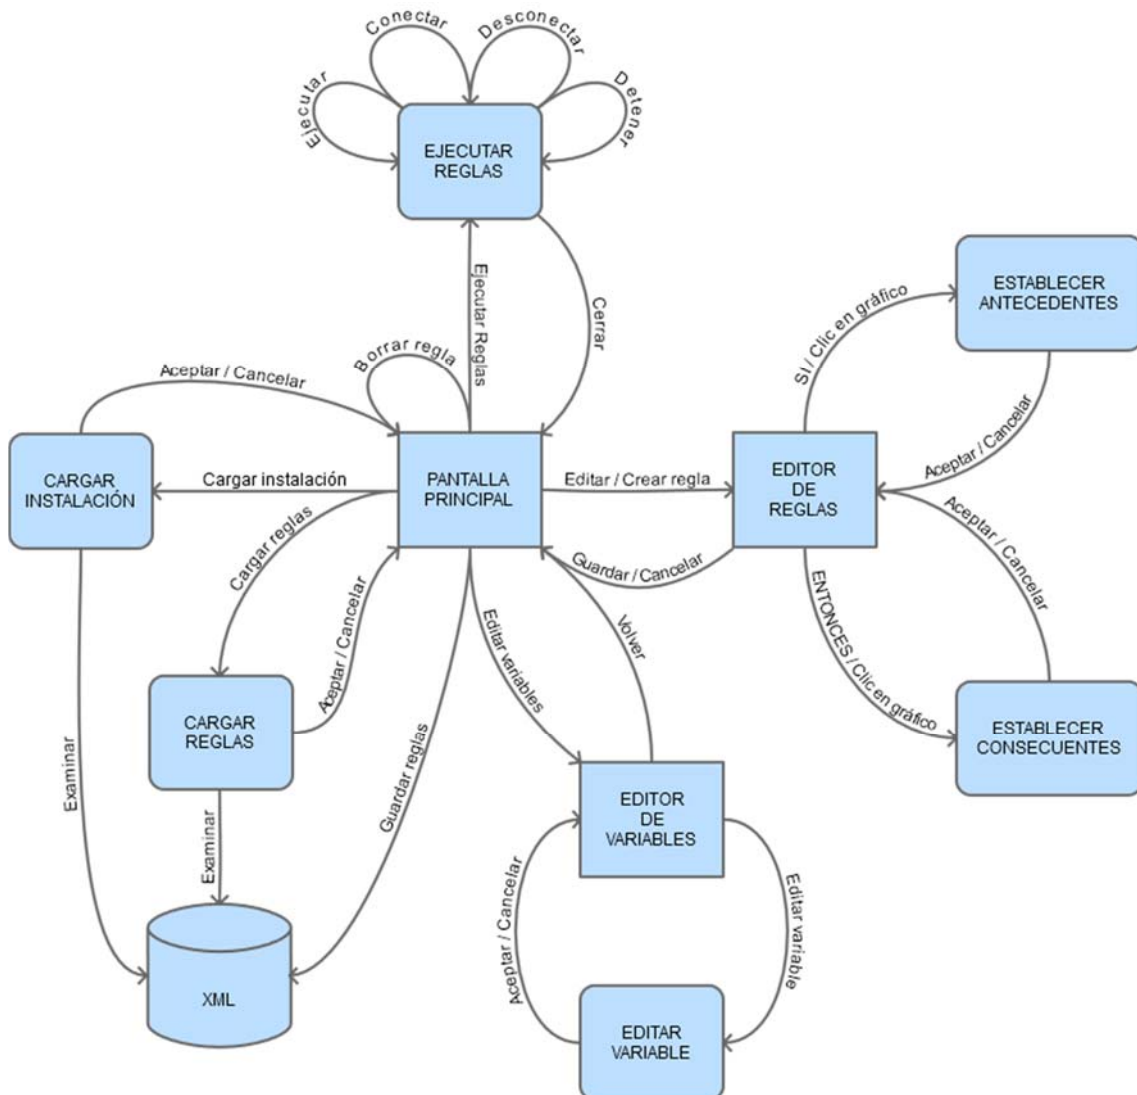 Conectar
Desconectar
Ejecutar
Detener
EJECUTAR
REGLAS
Ejecutar Reglas
Cerrar
Borrar regla
Aceptar / Cancelar
SI / Clic en gráfico
ESTABLECER
ANTECEDENTES
Aceptar / Cancelar
CARGAR
INSTALACIÓN
Cargar instalación
PANTALLA
PRINCIPAL
Editar / Crear regla
EDITOR
DE
REGLAS
Aceptar / Cancelar
Cargar reglas
Aceptar / Cancelar
Guardar / Cancelar
Editar variables
Volver
ENTONCES / Clic en gráfico
CARGAR
REGLAS
Guardar reglas
ESTABLECER
CONSECUENTES
Examinar
Examinar
EDITOR
DE
VARIABLES
Aceptar / Cancelar
Editar variable
XML
EDITAR
VARIABLE